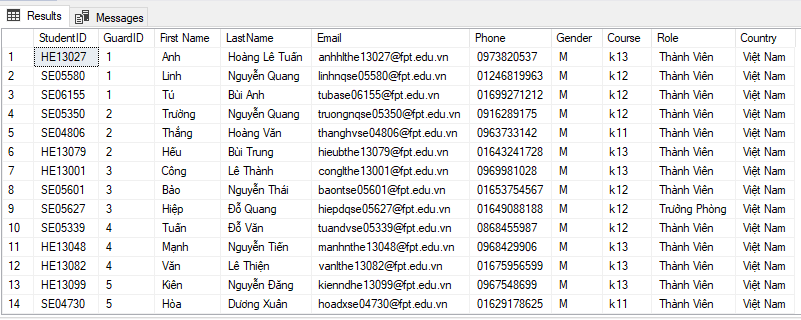 Results Messages
StudentID GuardID First Name LastName Email Phone Gender Course Role Country
1 HE13027 1 Anh Hoàng Lê Tuấn anhhlthe13027@fpt.edu.vn 0973820537 M k13 Thành Viên Việt Nam
2 SE05580 1 Linh Nguyễn Quang linhnqse05580@fpt.edu.vn 01246819963 M k12 Thành Viên Việt Nam
3 SE06155 1 Tú Bùi Anh tubase06155@fpt.edu.vn 01699271212 M k12 Thành Viên Việt Nam
4 SE05350 2 Trường Nguyễn Quang truongnqse05350@fpt.edu.vn 0916289175 M k12 Thành Viên Việt Nam
5 SE04806 2 Thắng Hoàng Văn thanghvse04806@fpt.edu.vn 0963733142 M k11 Thành Viên Việt Nam
6 HE13079 2 Hếu Bùi Trung hieubthe13079@fpt.edu.vn 01643241728 M k13 Thành Viên Việt Nam
7 HE13001 3 Công Lê Thành conglthe13001@fpt.edu.vn 0969981028 M k13 Thành Viên Việt Nam
8 SE05601 3 Bảo Nguyễn Thái baontse05601@fpt.edu.vn 01653754567 M k12 Thành Viên Việt Nam
9 SE05627 3 Hiệp Đỗ Quang hiepdqse05627@fpt.edu.vn 01649088188 M k12 Trưởng Phòng Việt Nam
10 SE05339 4 Tuấn Đỗ Văn tuandvse05339@fpt.edu.vn 0868455987 M k12 Thành Viên Việt Nam
11 HE13048 4 Mạnh Nguyễn Tiến manhnthe13048@fpt.edu.vn 0968429906 M k13 Thành Viên Việt Nam
12 HE13082 4 Văn Lê Thiện vanlthe13082@fpt.edu.vn 01675956599 M k13 Thành Viên Việt Nam
13 HE13099 5 Kiên Nguyễn Đăng kienndhe13099@fpt.edu.vn 0967548699 M k13 Thành Viên Việt Nam
14 SE04730 5 Hòa Dương Xuân hoadxse04730@fpt.edu.vn 01629178625 M k11 Thành Viên Việt Nam